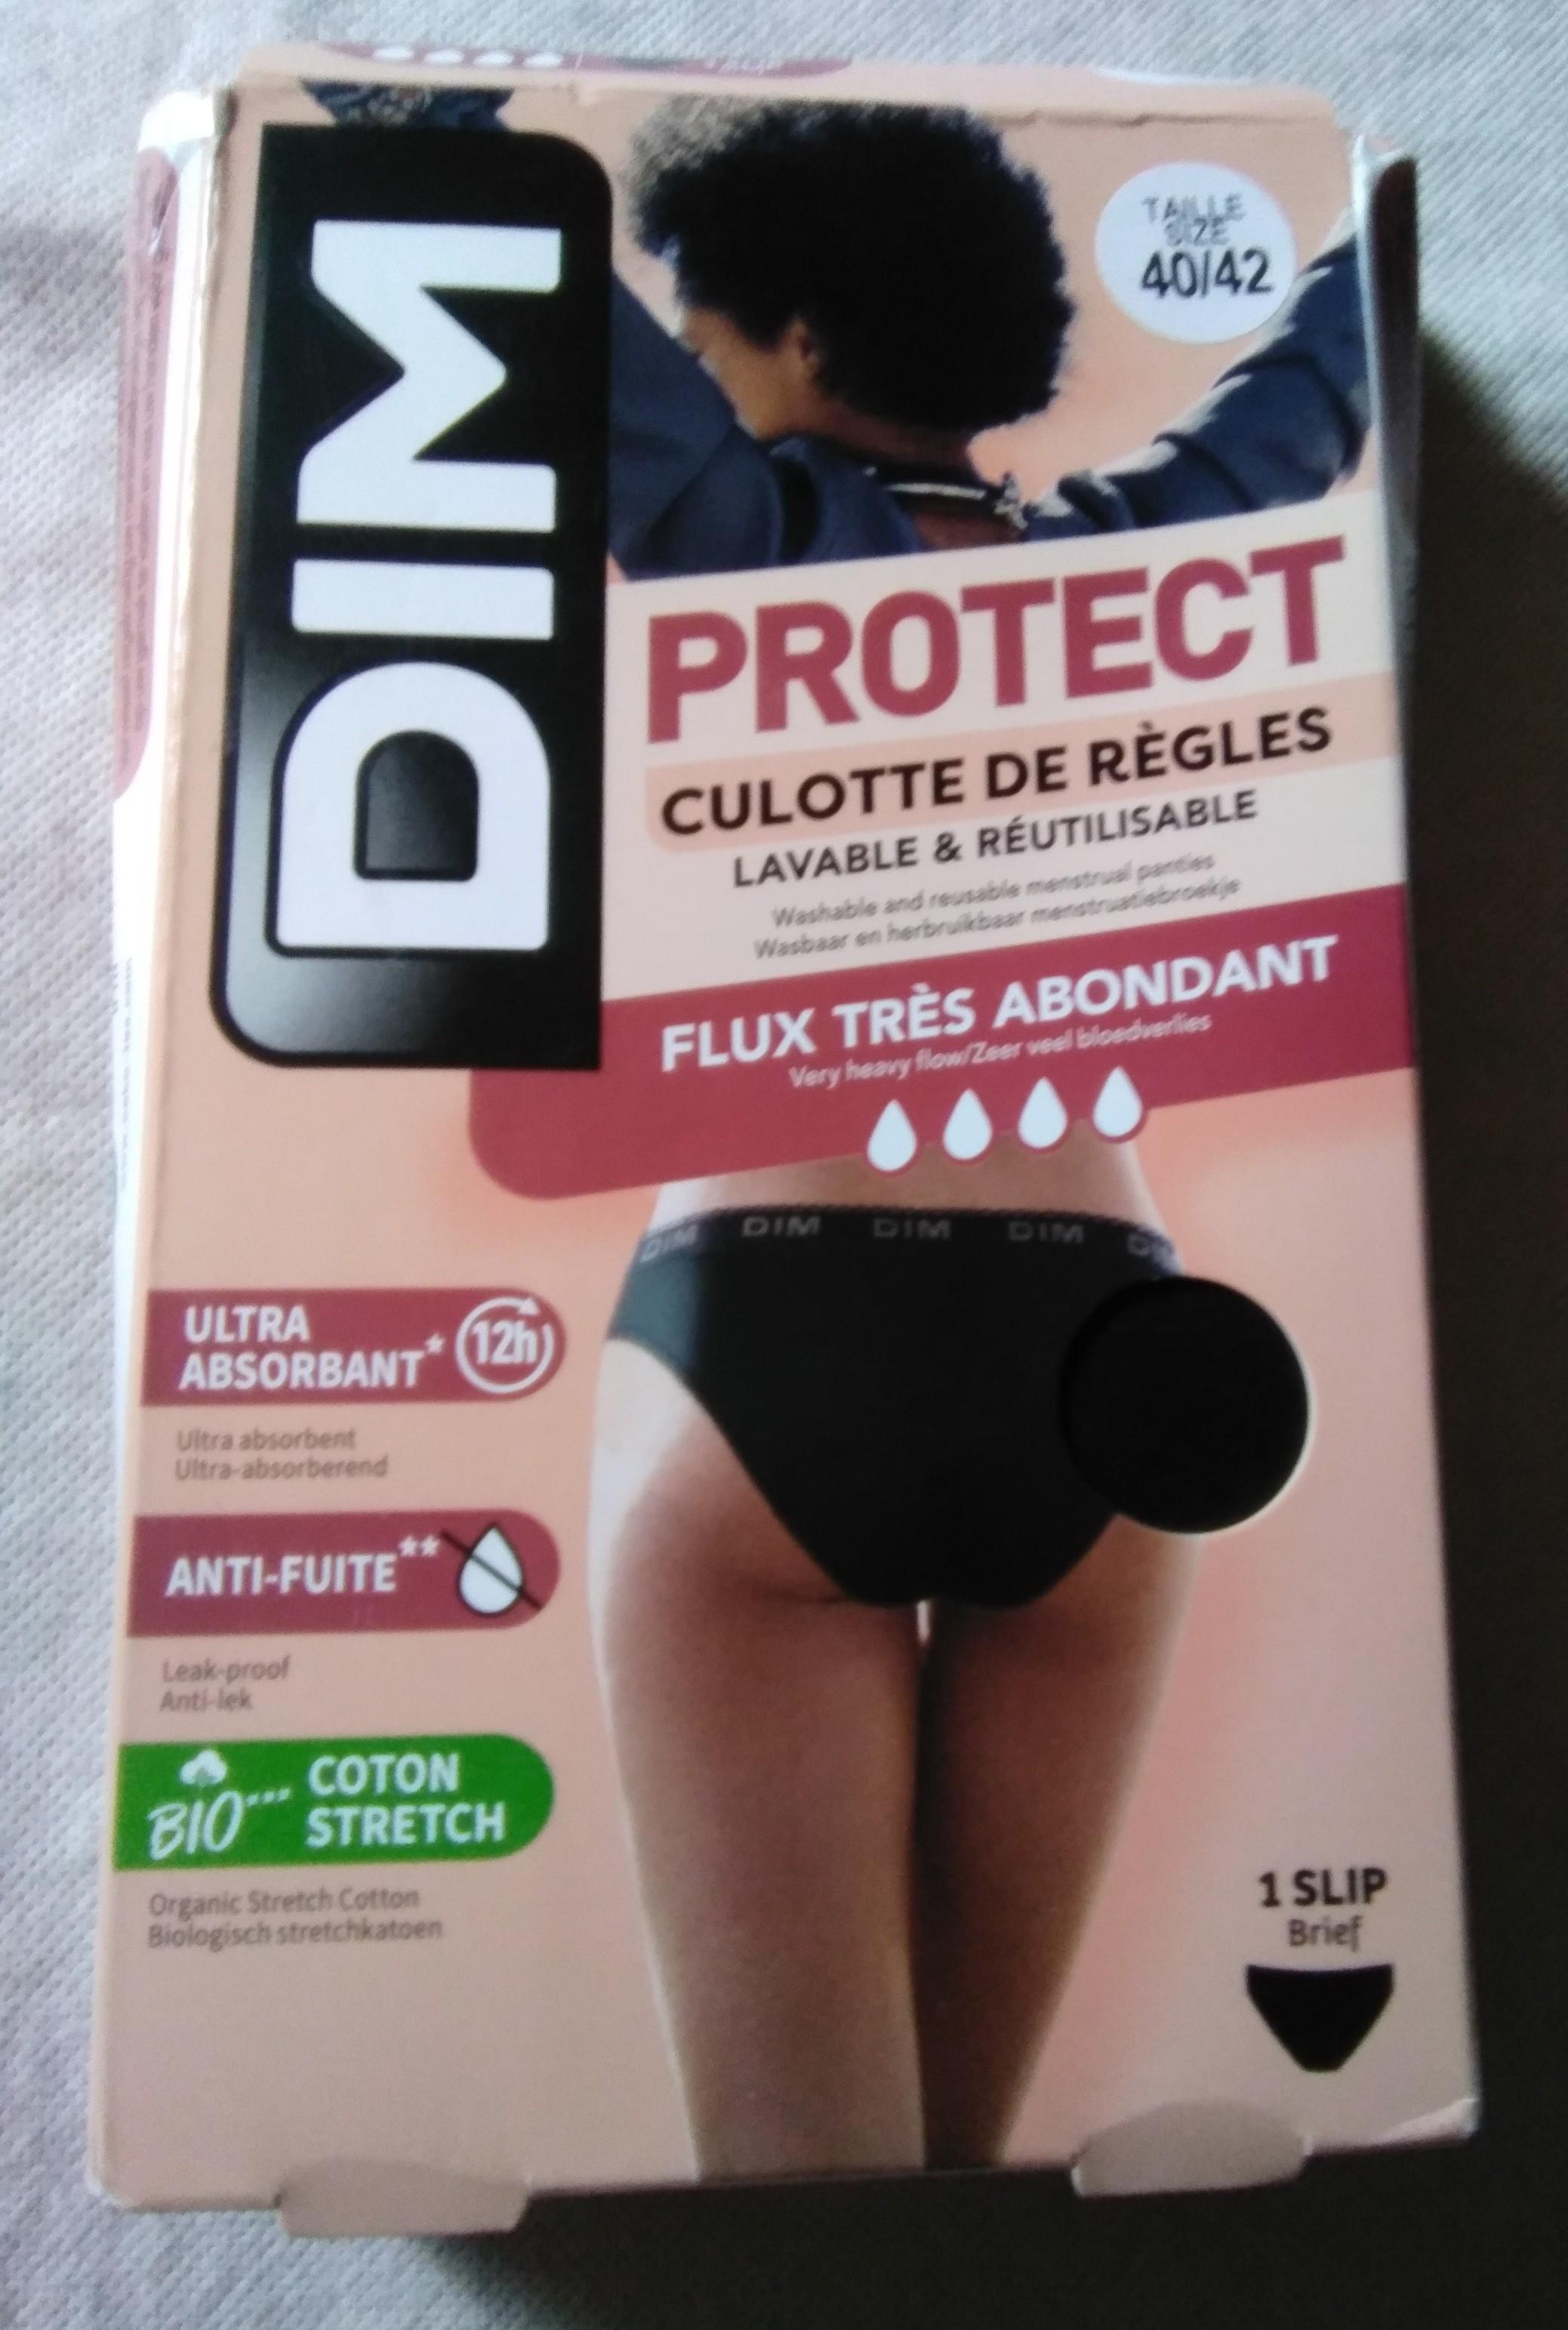 DIM
TAILLE
SIZE
40/42
PROTECT
CULOTTE DE RÈGLES
LAVABLE & RÉUTILISABLE
Washable and reusable menstrual panties
Wasbaar en herbruikbaar menstruatiebroekje
FLUX TRÈS ABONDANT
Very heavy flow/Zeer veel bloedverlies
DIM DIM DIM DIM
ULTRA
ABSORBANT*
12h
Ultra absorbent
Ultra-absorberend
ANTI-FUITE**
Leak-proof
Anti-lek
BIO***
COTON
STRETCH
Organic Stretch Cotton
Biologisch stretchkatoen
1 SLIP
Brief